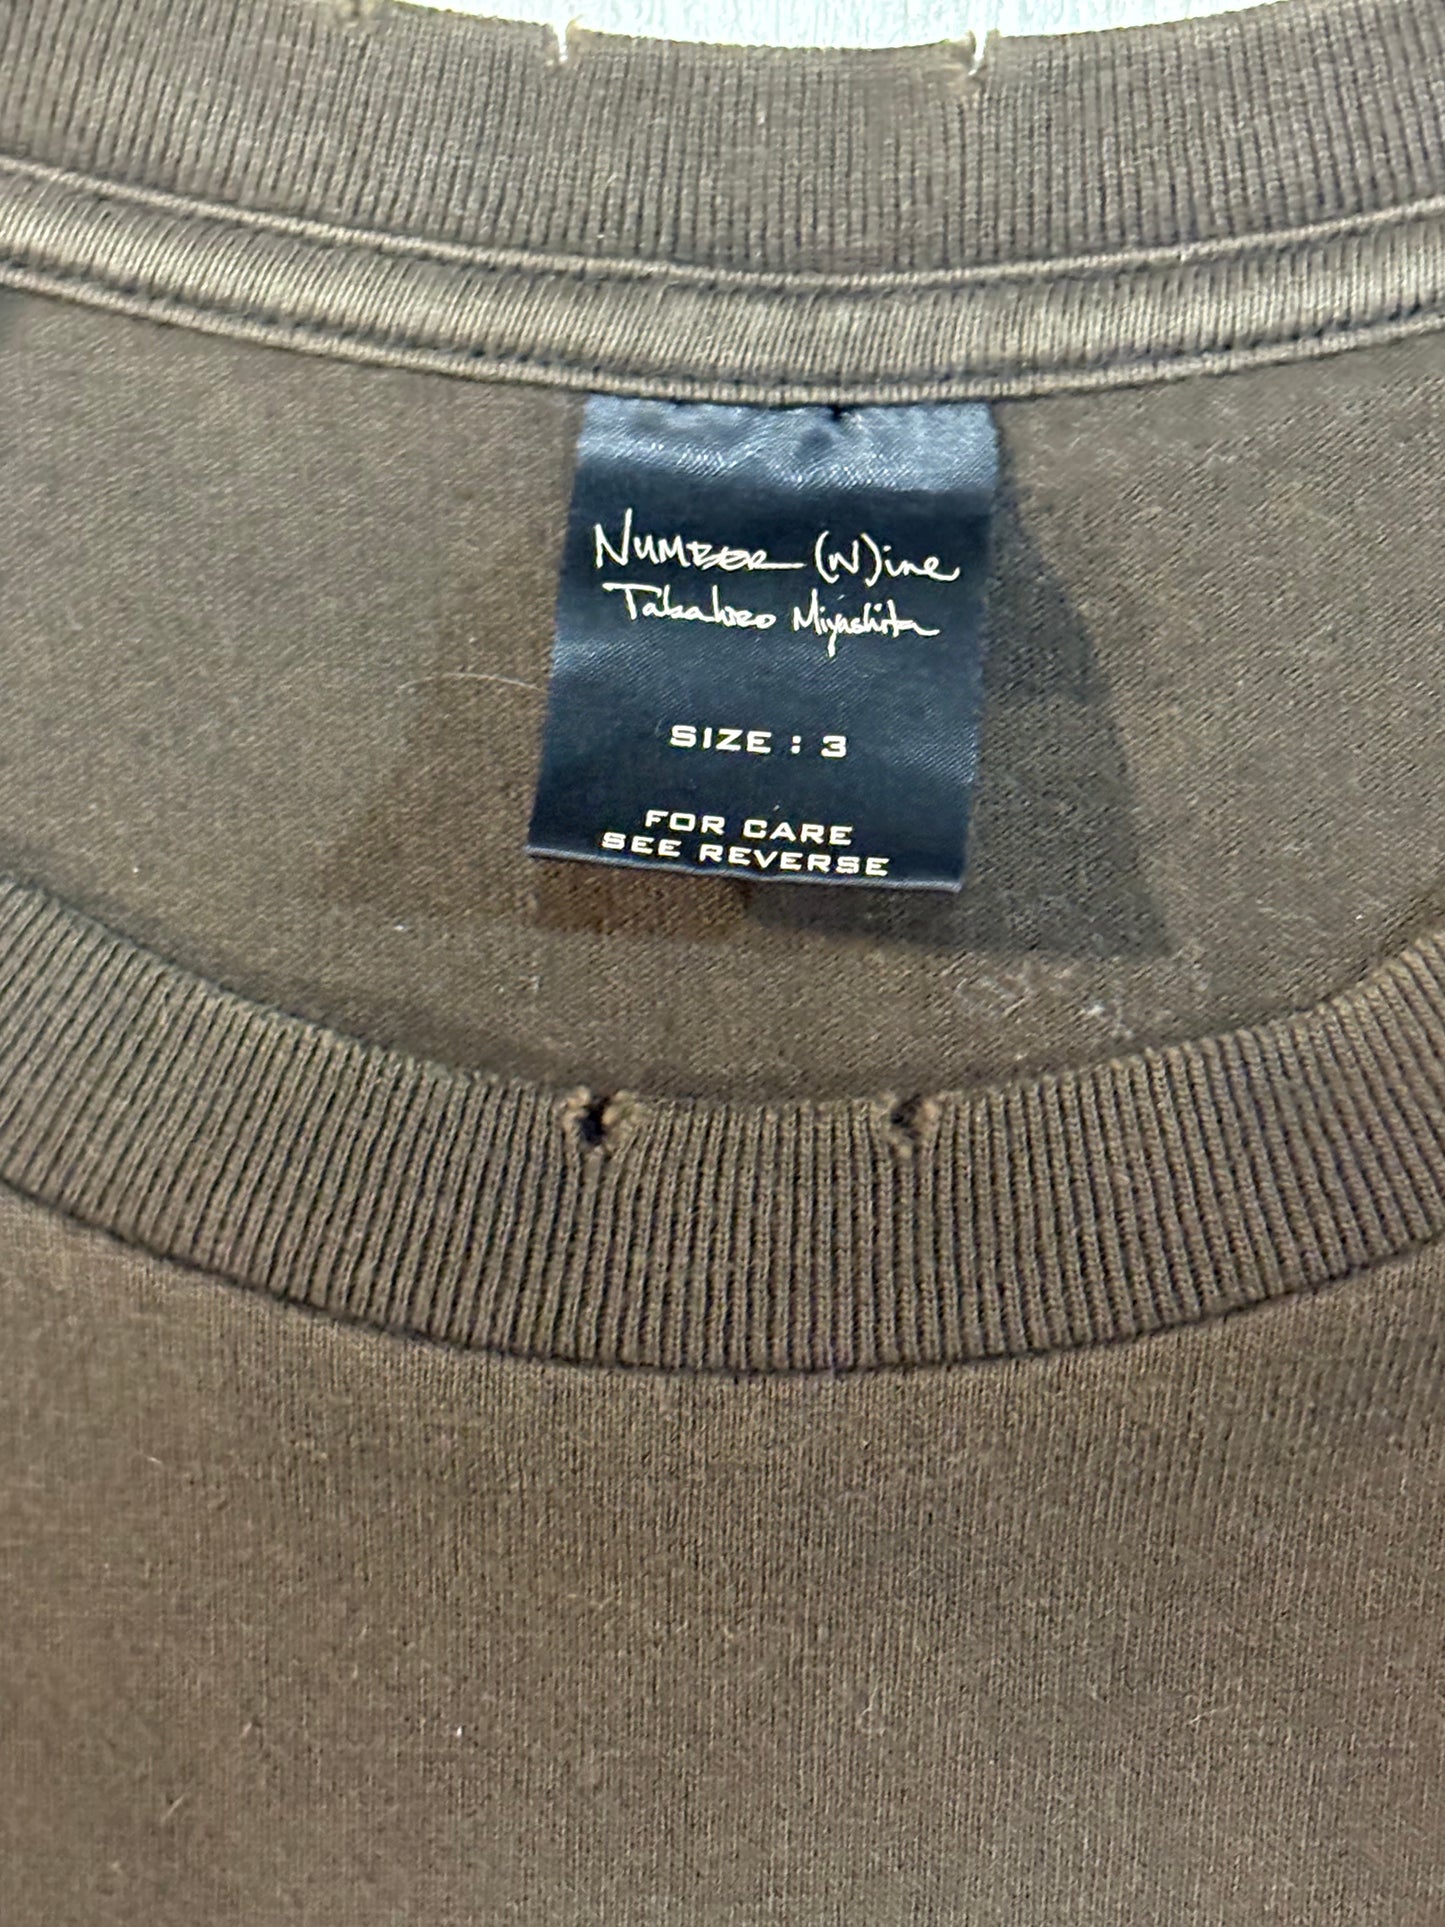 NUMBER (N)ine
Takahiro Miyashita
SIZE : 3
FOR CARE
SEE REVERSE